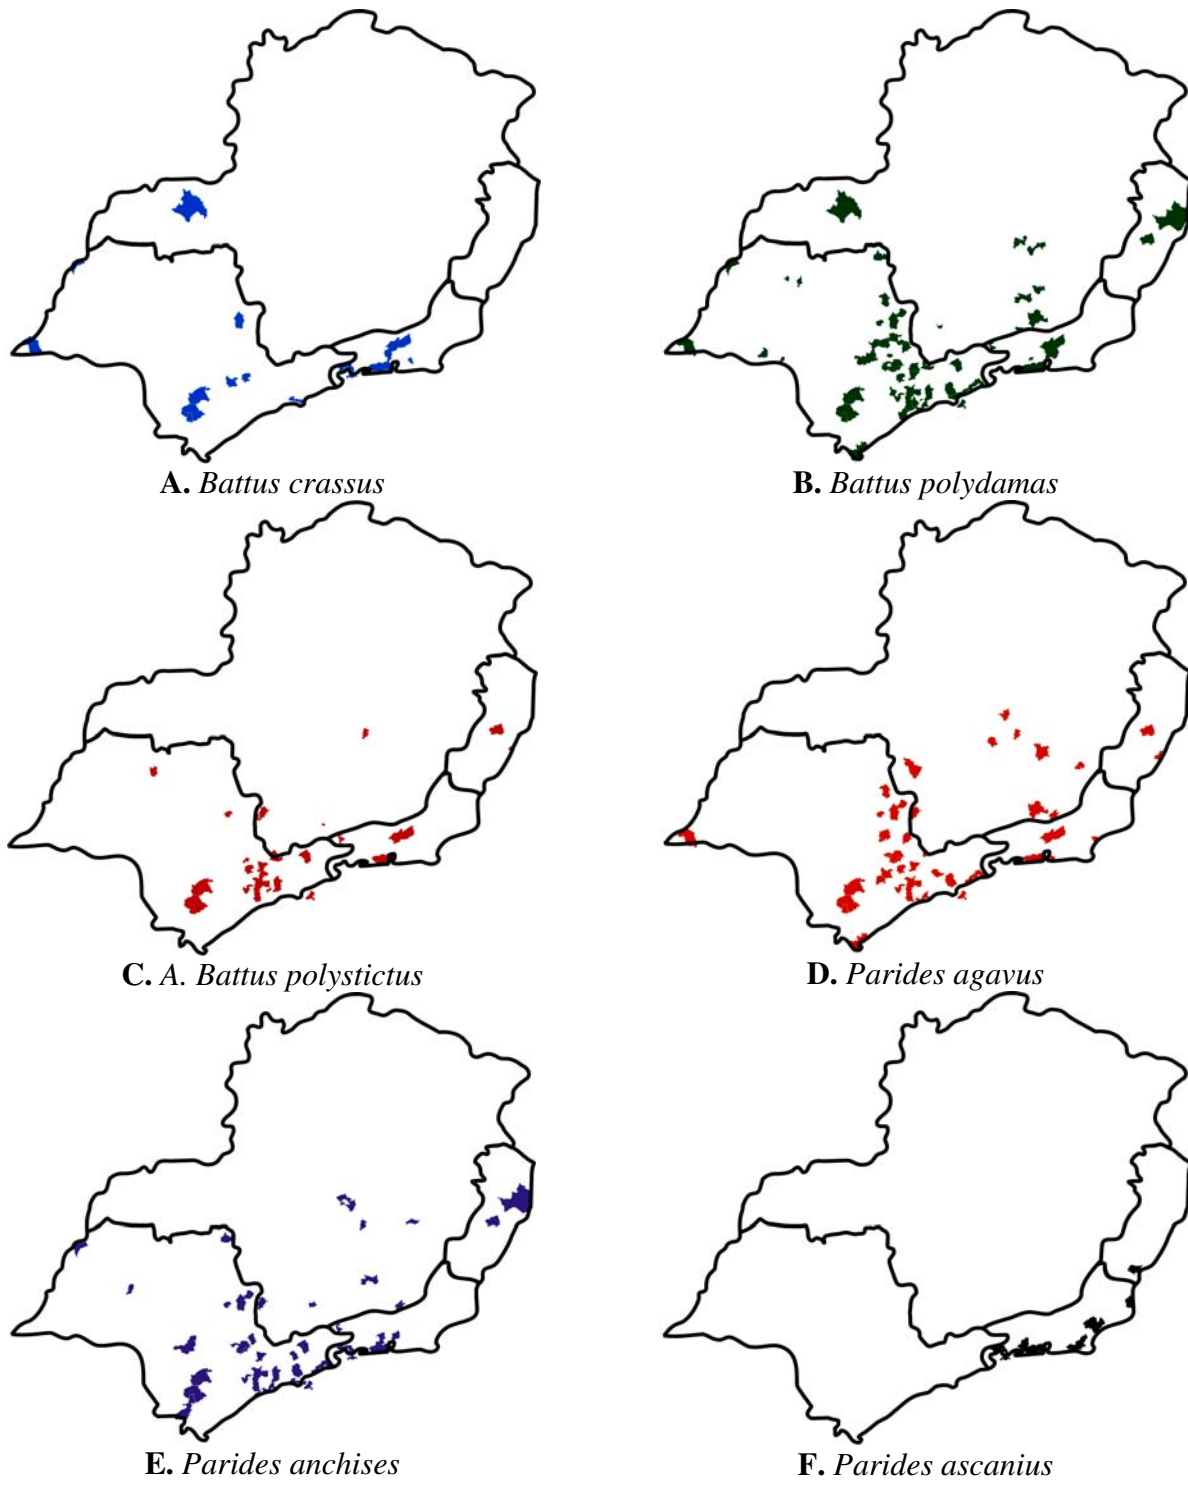 A. Battus crassus
B. Battus polydamas
C. A. Battus polystictus
D. Parides agavus
E. Parides anchises
F. Parides ascanius